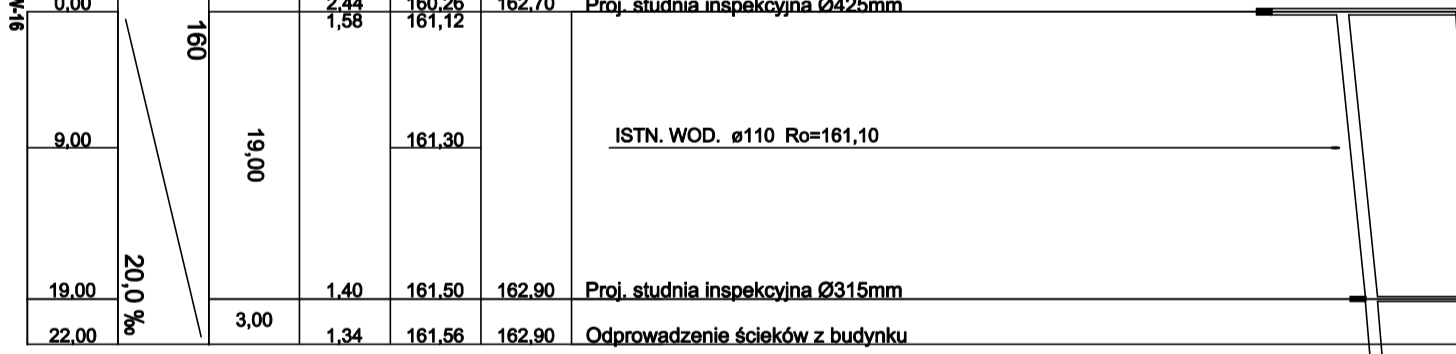 0,00 2,44 160,26 162,70 Proj. studnia inspekcyjna Ø425mm
1,58 161,12
160
9,00 161,30 ISTN. WOD. ø110 Ro=161,10
19,00
20,0 ‰
19,00 1,40 161,50 162,90 Proj. studnia inspekcyjna Ø315mm
3,00
22,00 1,34 161,56 162,90 Odprowadzenie ścieków z budynku